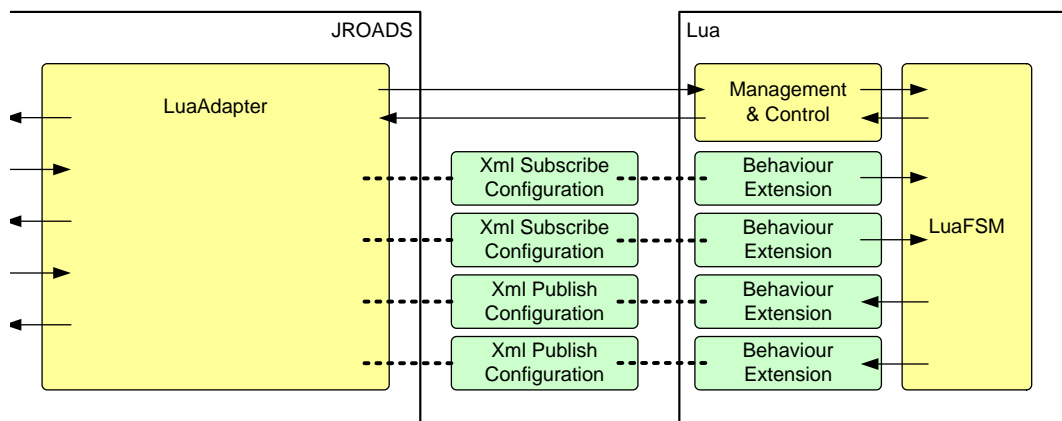 JROADS
Lua
LuaAdapter
Management
& Control
Xml Subscribe
Configuration
Behaviour
Extension
Xml Subscribe
Configuration
Behaviour
Extension
LuaFSM
Xml Publish
Configuration
Behaviour
Extension
Xml Publish
Configuration
Behaviour
Extension